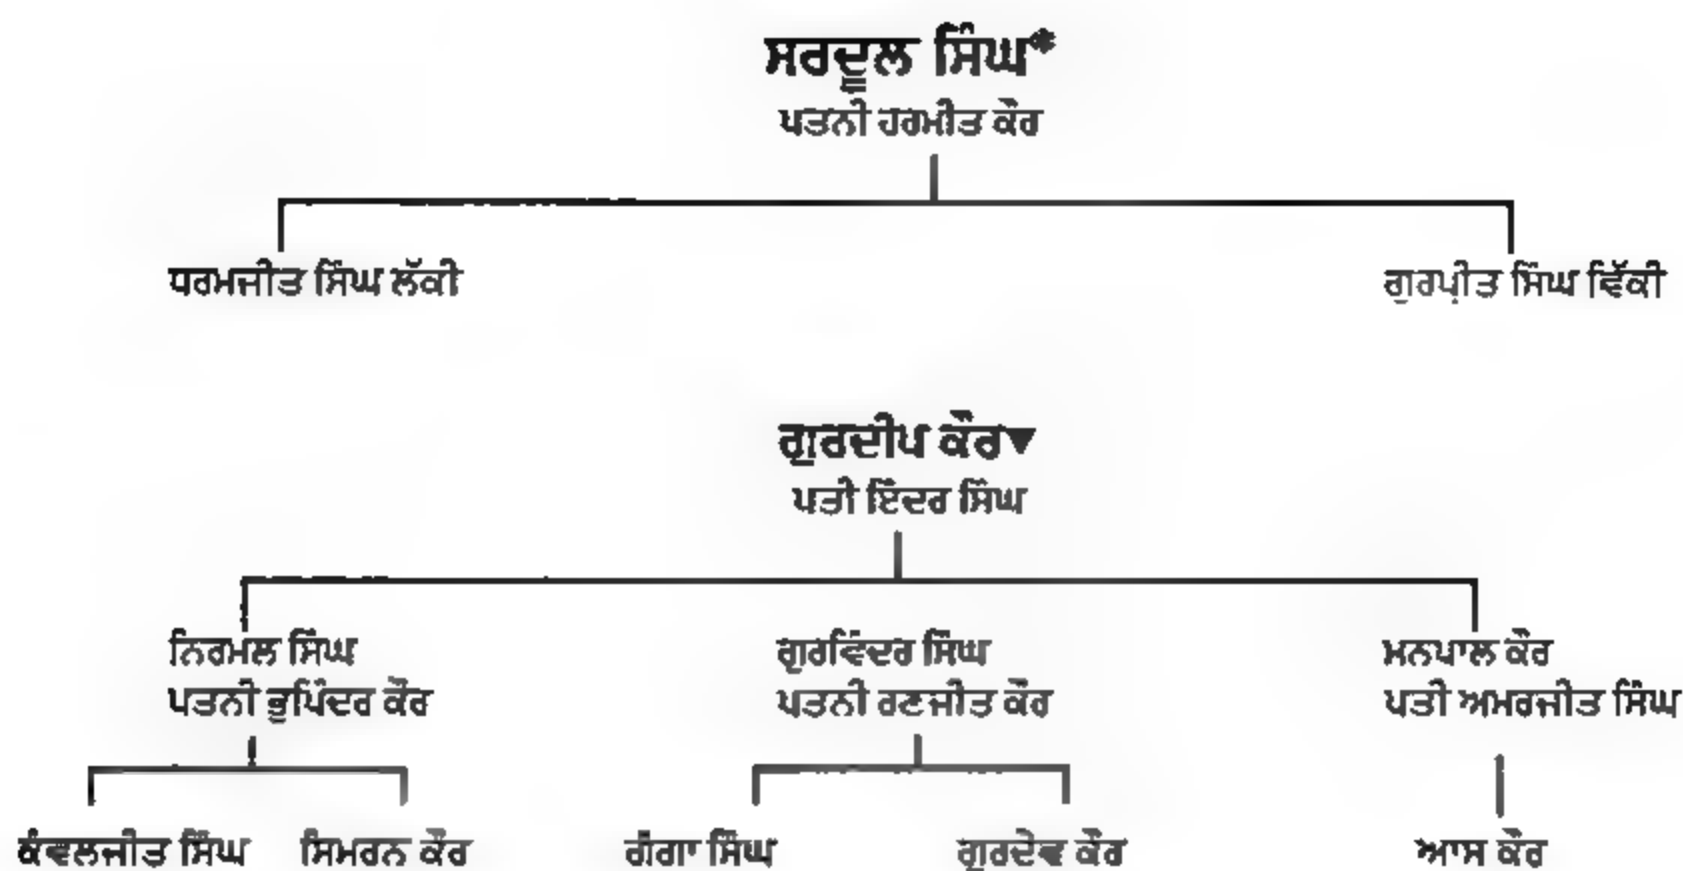 ਸਰਦੂਲ ਸਿੰਘ*
ਪਤਨੀ ਹਰਮੀਤ ਕੌਰ
ਧਰਮਜੀਤ ਸਿੰਘ ਲੱਕੀ ਗੁਰਪ੍ਰੀਤ ਸਿੰਘ ਵਿੱਕੀ
ਗੁਰਦੀਪ ਕੌਰ▼
ਪਤੀ ਇੰਦਰ ਸਿੰਘ
ਨਿਰਮਲ ਸਿੰਘ ਗੁਰਵਿੰਦਰ ਸਿੰਘ ਮਨਪਾਲ ਕੌਰ
ਪਤਨੀ ਭੁਪਿੰਦਰ ਕੌਰ ਪਤਨੀ ਰਣਜੀਤ ਕੌਰ ਪਤੀ ਅਮਰਜੀਤ ਸਿੰਘ
ਕੰਵਲਜੀਤ ਸਿੰਘ ਸਿਮਰਨ ਕੌਰ ਗੰਗਾ ਸਿੰਘ ਗੁਰਦੇਵ ਕੌਰ ਆਸ ਕੌਰ